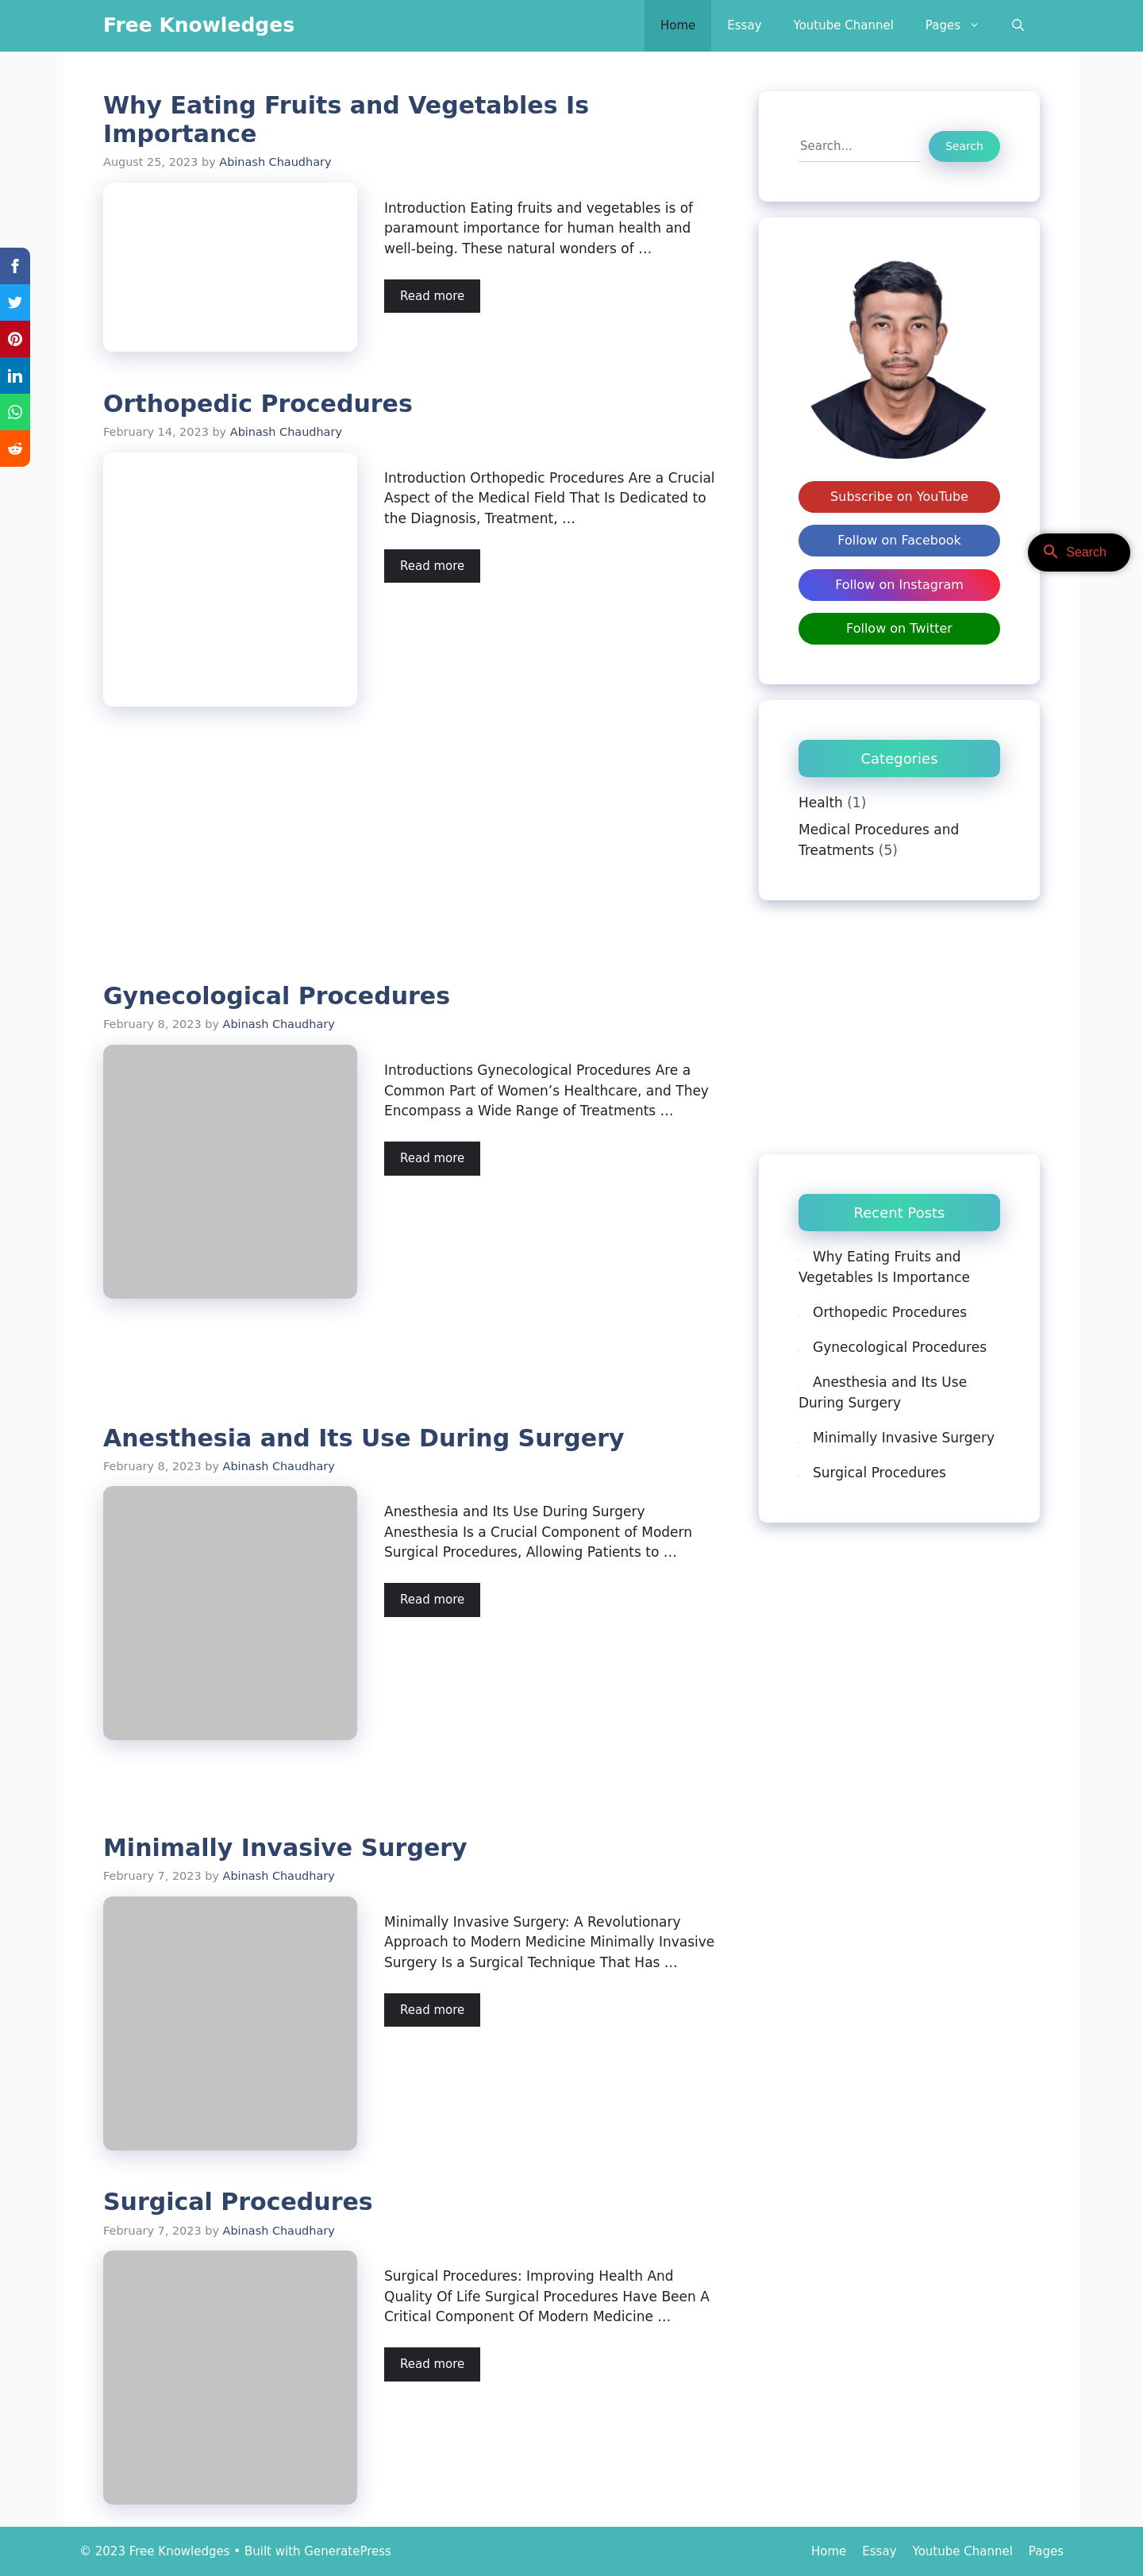 Free Knowledges
Home
Essay
Youtube Channel
Pages
Why Eating Fruits and Vegetables Is
Importance
August 25, 2023 by Abinash Chaudhary
Introduction Eating fruits and vegetables is of
paramount importance for human health and
well-being. These natural wonders of …
Read more
Orthopedic Procedures
February 14, 2023 by Abinash Chaudhary
Introduction Orthopedic Procedures Are a Crucial
Aspect of the Medical Field That Is Dedicated to
the Diagnosis, Treatment, …
Read more
Gynecological Procedures
February 8, 2023 by Abinash Chaudhary
Introductions Gynecological Procedures Are a
Common Part of Women’s Healthcare, and They
Encompass a Wide Range of Treatments …
Read more
Anesthesia and Its Use During Surgery
February 8, 2023 by Abinash Chaudhary
Anesthesia and Its Use During Surgery
Anesthesia Is a Crucial Component of Modern
Surgical Procedures, Allowing Patients to …
Read more
Minimally Invasive Surgery
February 7, 2023 by Abinash Chaudhary
Minimally Invasive Surgery: A Revolutionary
Approach to Modern Medicine Minimally Invasive
Surgery Is a Surgical Technique That Has …
Read more
Surgical Procedures
February 7, 2023 by Abinash Chaudhary
Surgical Procedures: Improving Health And
Quality Of Life Surgical Procedures Have Been A
Critical Component Of Modern Medicine …
Read more
Search…
Search
Subscribe on YouTube
Follow on Facebook
Follow on Instagram
Follow on Twitter
Search
Categories
Health (1)
Medical Procedures and
Treatments (5)
Recent Posts
Why Eating Fruits and
Vegetables Is Importance
Orthopedic Procedures
Gynecological Procedures
Anesthesia and Its Use
During Surgery
Minimally Invasive Surgery
Surgical Procedures
© 2023 Free Knowledges • Built with GeneratePress
Home
Essay
Youtube Channel
Pages